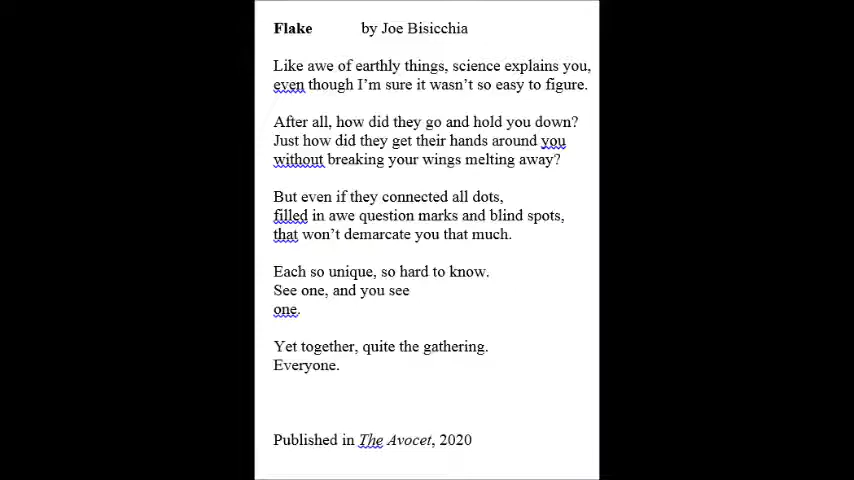 Flake by Joe Bisicchia
Like awe of earthly things, science explains you,
even though I’m sure it wasn’t so easy to figure.
After all, how did they go and hold you down?
Just how did they get their hands around you
without breaking your wings melting away?
But even if they connected all dots,
filled in awe question marks and blind spots,
that won’t demarcate you that much.
Each so unique, so hard to know.
See one, and you see
one.
Yet together, quite the gathering.
Everyone.
Published in The Avocet, 2020